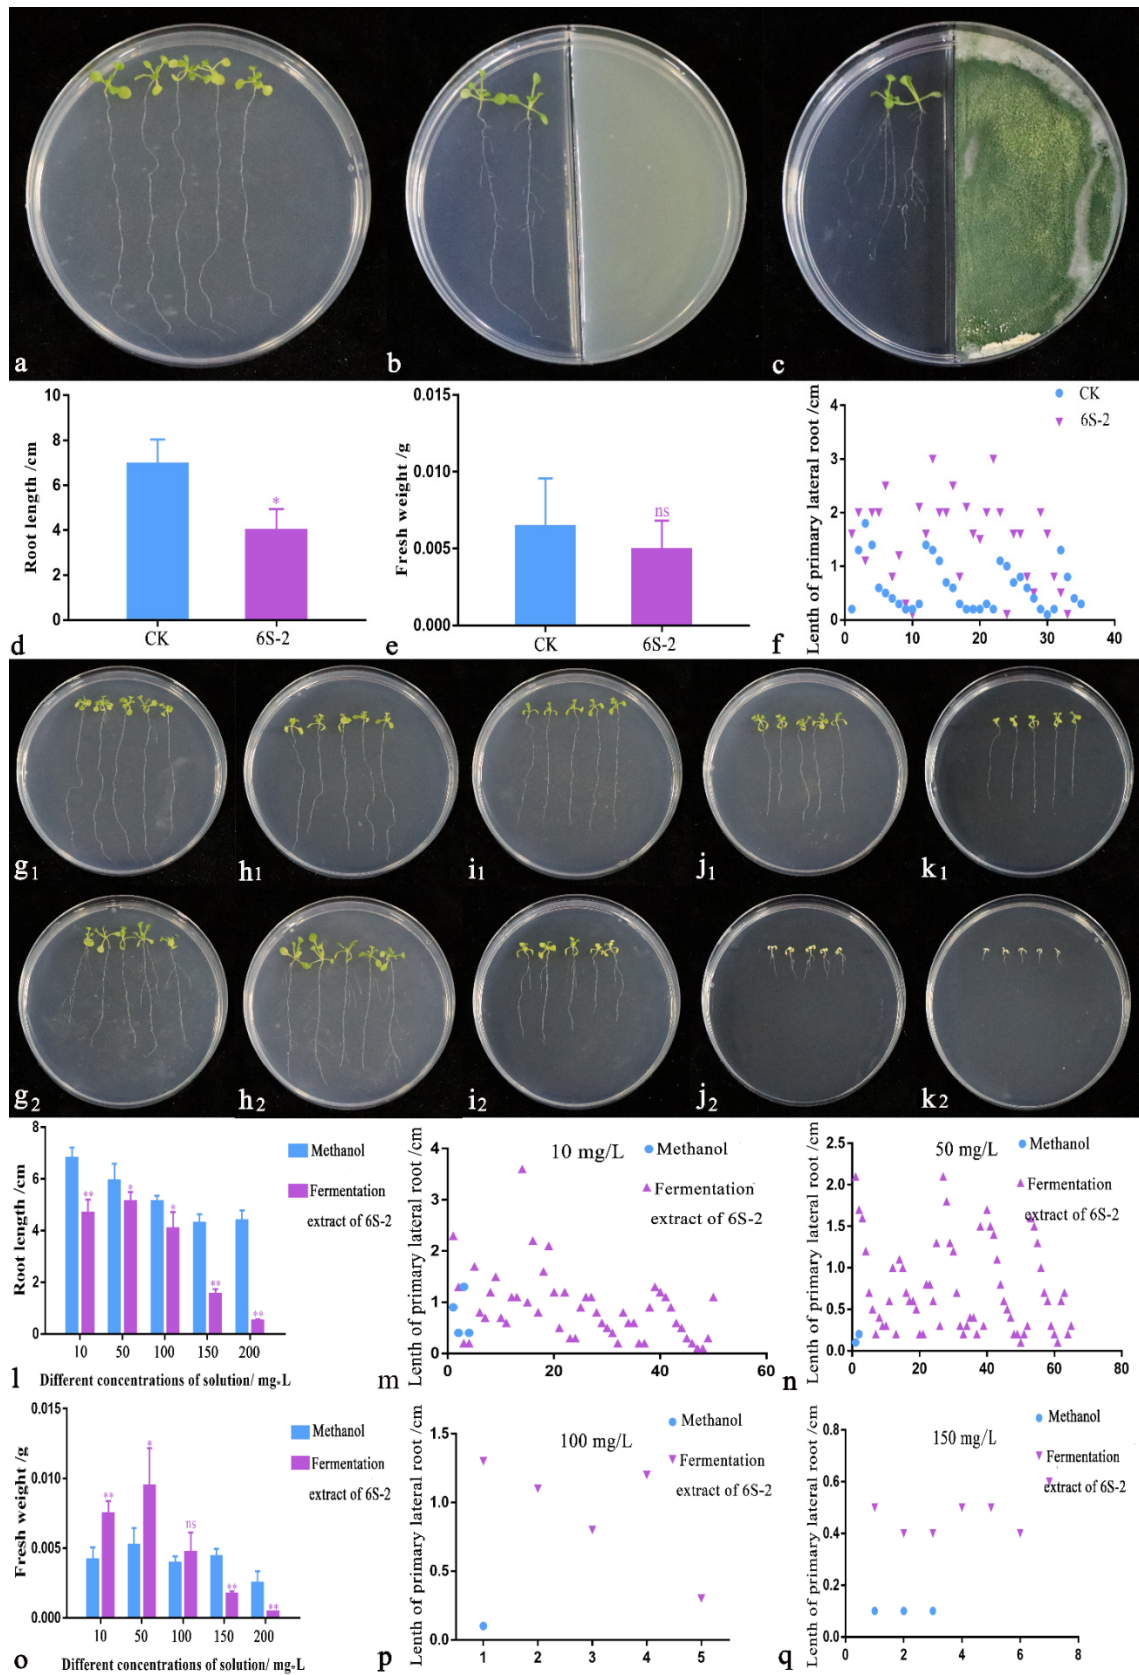 a
b
c
Root length /cm
10
8
6
4
2
0
*
CK
6S-2
d
Fresh weight /g
0.015
0.010
0.005
0.000
ns
CK
6S-2
e
Lenth of primary lateral root /cm
CK
6S-2
4
3
2
1
0
0
10
20
30
40
f
g1
h1
i1
j1
k1
g2
h2
i2
j2
k2
Root length /cm
8
6
4
2
0
**
*
*
**
**
Methanol
Fermentation
extract of 6S-2
10
50
100
150
200
Different concentrations of solution/ mg*L
l
Lenth of primary lateral root /cm
10 mg/L
Methanol
Fermentation
extract of 6S-2
4
3
2
1
0
0
20
40
60
m
Lenth of primary lateral root /cm
50 mg/L
Methanol
Fermentation
extract of 6S-2
2.5
2.0
1.5
1.0
0.5
0.0
0
20
40
60
80
n
Fresh weight /g
0.015
0.010
0.005
0.000
**
*
ns
**
**
Methanol
Fermentation
extract of 6S-2
10
50
100
150
200
Different concentrations of solution/ mg*L
o
Lenth of primary lateral root /cm
100 mg/L
Methanol
Fermentation
extract of 6S-2
1.5
1.0
0.5
0.0
1
2
3
4
5
p
Lenth of primary lateral root /cm
150 mg/L
Methanol
Fermentation
extract of 6S-2
0.8
0.6
0.4
0.2
0.0
0
2
4
6
8
q